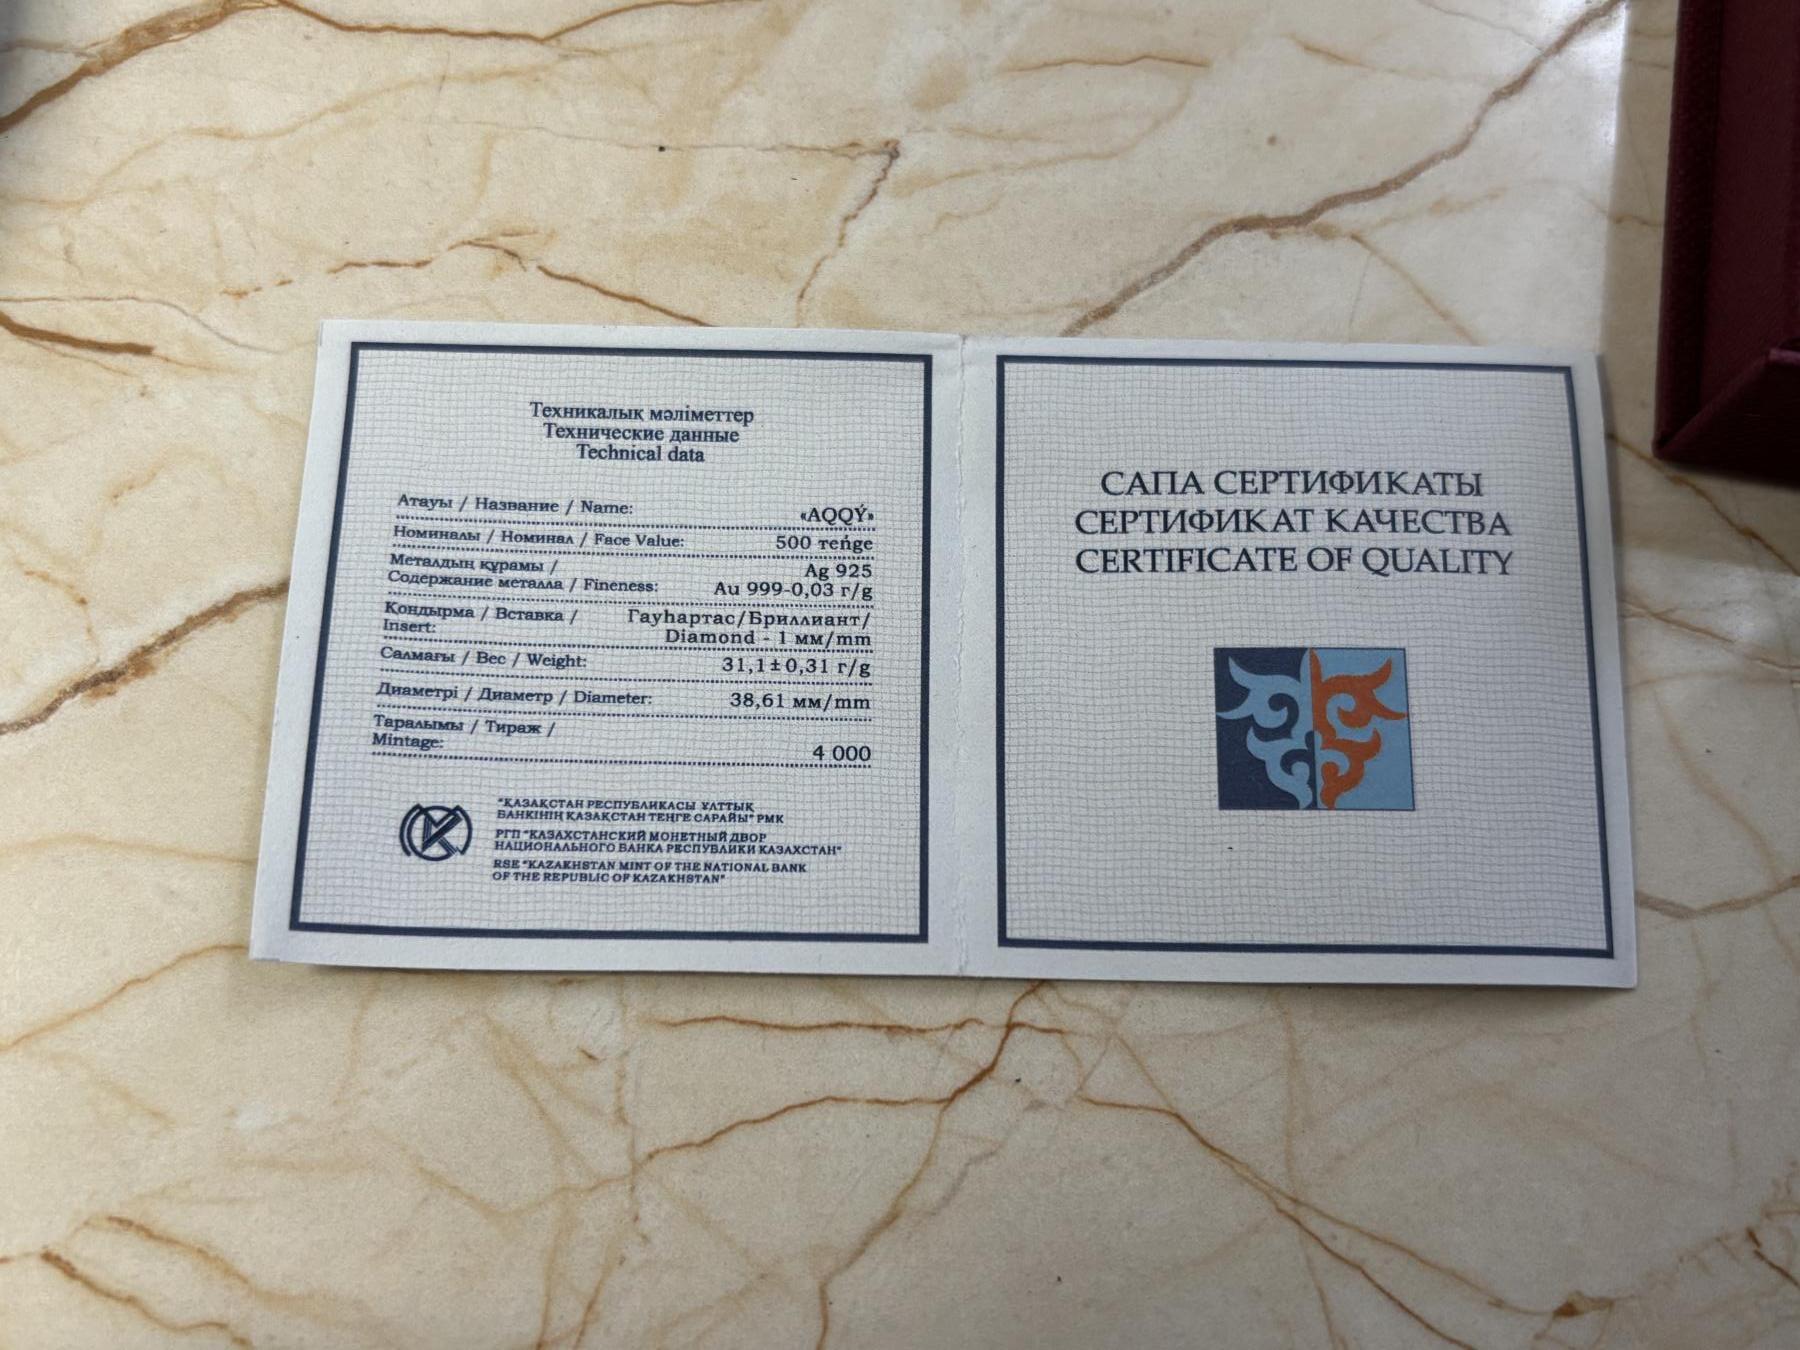 Техникалық мәліметтер
Технические данные
Technical data
Атауы / Название / Name: «AQQÝ»
Номиналы / Номинал / Face Value: 500 teńge
Металдың құрамы / Ag 925
Содержание металла / Fineness: Au 999-0,03 г/g
Қондырма / Вставка / Гауһартас/Бриллиант/
Insert: Diamond - 1 мм/mm
Салмағы / Вес / Weight: 31,1±0,31 г/g
Диаметрі / Диаметр / Diameter: 38,61 мм/mm
Таралымы / Тираж /
Mintage: 4 000
"ҚАЗАҚСТАН РЕСПУБЛИКАСЫ ҰЛТТЫҚ
БАНКІНІҢ ҚАЗАҚСТАН ТЕҢГЕ САРАЙЫ" РМК
РГП "КАЗАХСТАНСКИЙ МОНЕТНЫЙ ДВОР
НАЦИОНАЛЬНОГО БАНКА РЕСПУБЛИКИ КАЗАХСТАН"
RSE "KAZAKHSTAN MINT OF THE NATIONAL BANK
OF THE REPUBLIC OF KAZAKHSTAN"
САПА СЕРТИФИКАТЫ
СЕРТИФИКАТ КАЧЕСТВА
CERTIFICATE OF QUALITY